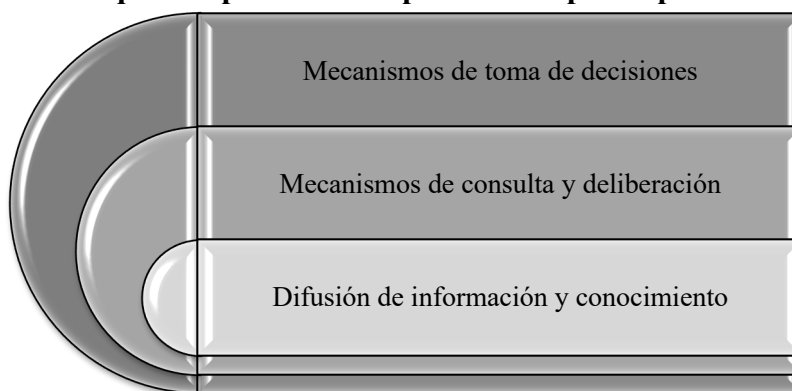 Mecanismos de toma de decisiones
Mecanismos de consulta y deliberación
Difusión de información y conocimiento